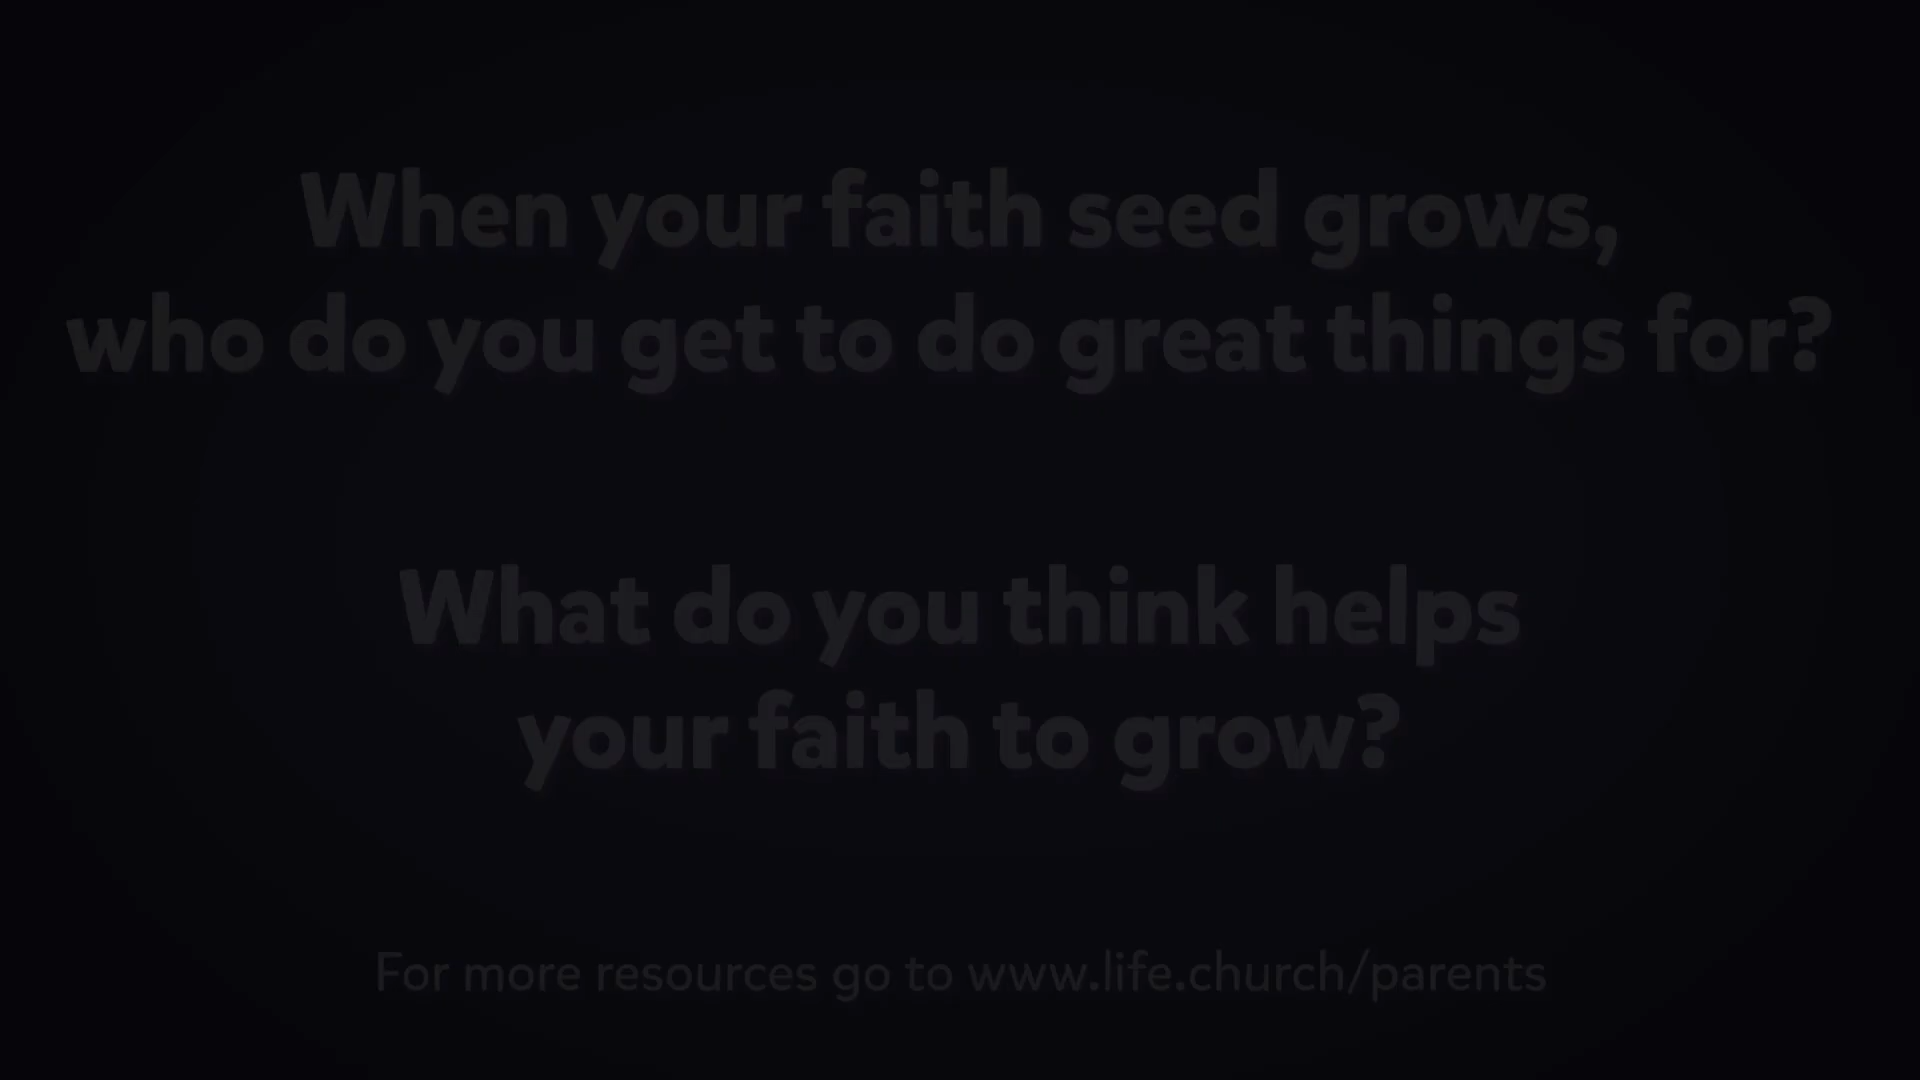 When your faith seed grows,
who do you get to do great things for?
What do you think helps
your faith to grow?
For more resources go to www.life.church/parents